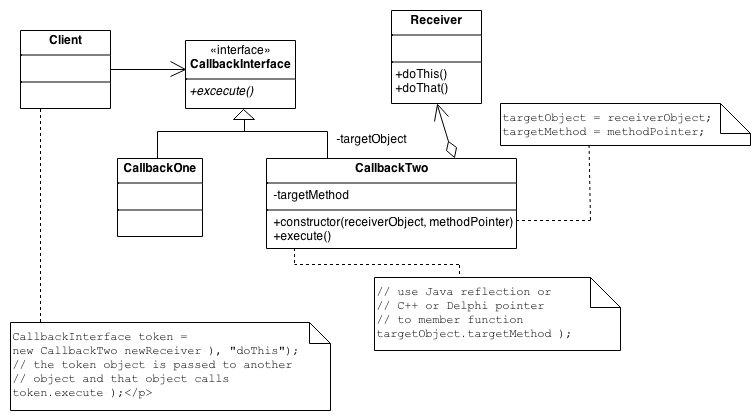 Client
«interface»
CallbackInterface
+excecute()
Receiver
+doThis()
+doThat()
targetObject = receiverObject;
targetMethod = methodPointer;
-targetObject
CallbackOne
CallbackTwo
-targetMethod
+constructor(receiverObject, methodPointer)
+execute()
// use Java reflection or
// C++ or Delphi pointer
// to member function
targetObject.targetMethod );
CallbackInterface token =
new CallbackTwo newReceiver ), "doThis");
// the token object is passed to another
// object and that object calls
token.execute );</p>